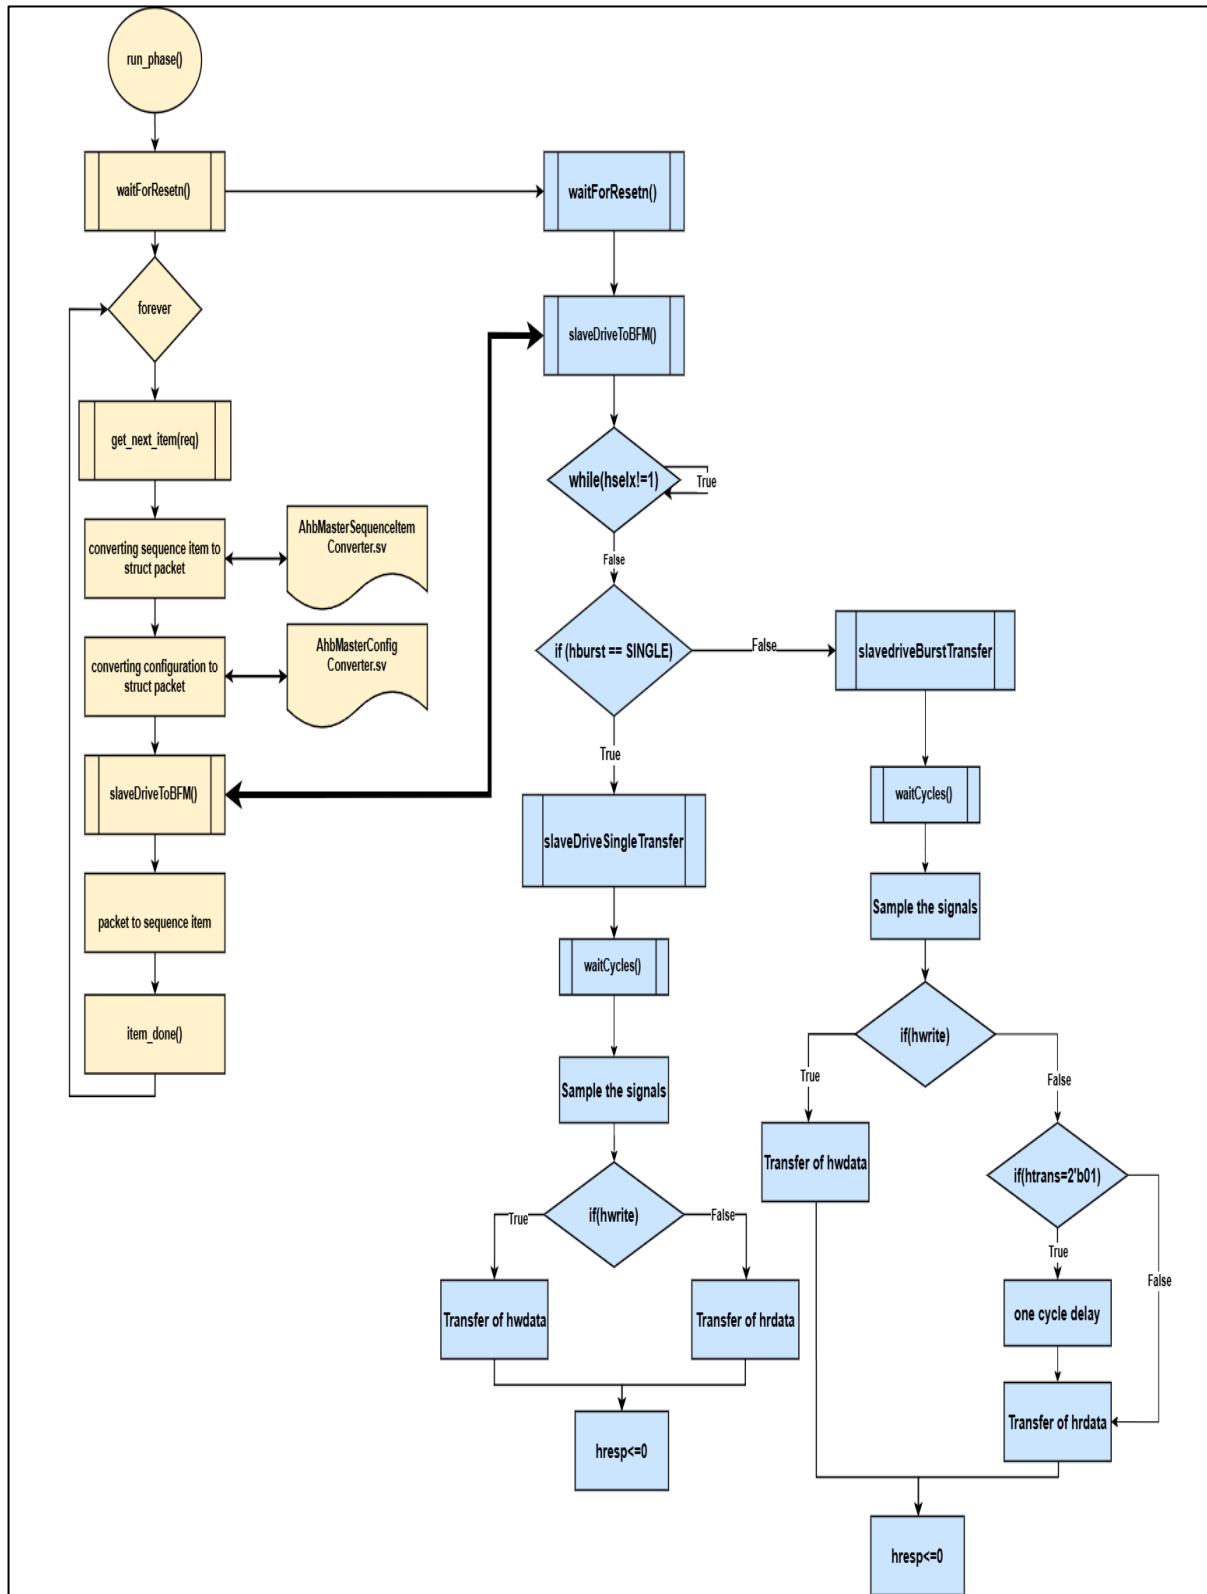 run_phase()
waitForResetn()
forever
get_next_item(req)
converting sequence item to
struct packet
AhbMasterSequenceItem
Converter.sv
converting configuration to
struct packet
AhbMasterConfig
Converter.sv
slaveDriveToBFM()
packet to sequence item
item_done()
waitForResetn()
slaveDriveToBFM()
while(hselx!=1)
True
False
if (hburst == SINGLE)
False
True
slaveDriveSingleTransfer
waitCycles()
Sample the signals
if(hwrite)
True
False
Transfer of hwdata
Transfer of hrdata
hresp<=0
slavedriveBurstTransfer
waitCycles()
Sample the signals
if(hwrite)
True
False
Transfer of hwdata
if(htrans=2'b01)
True
False
one cycle delay
Transfer of hrdata
hresp<=0